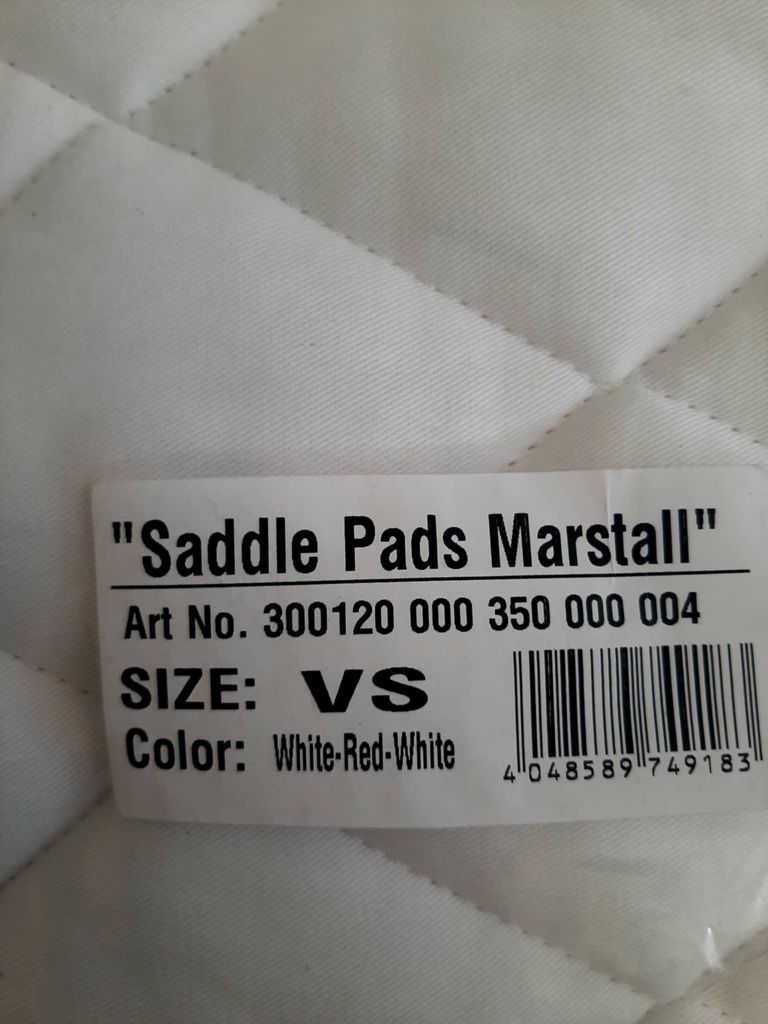 "Saddle Pads Marstall"
Art No. 300120 000 350 000 004
SIZE: VS
Color: White-Red-White
4 048589 749183